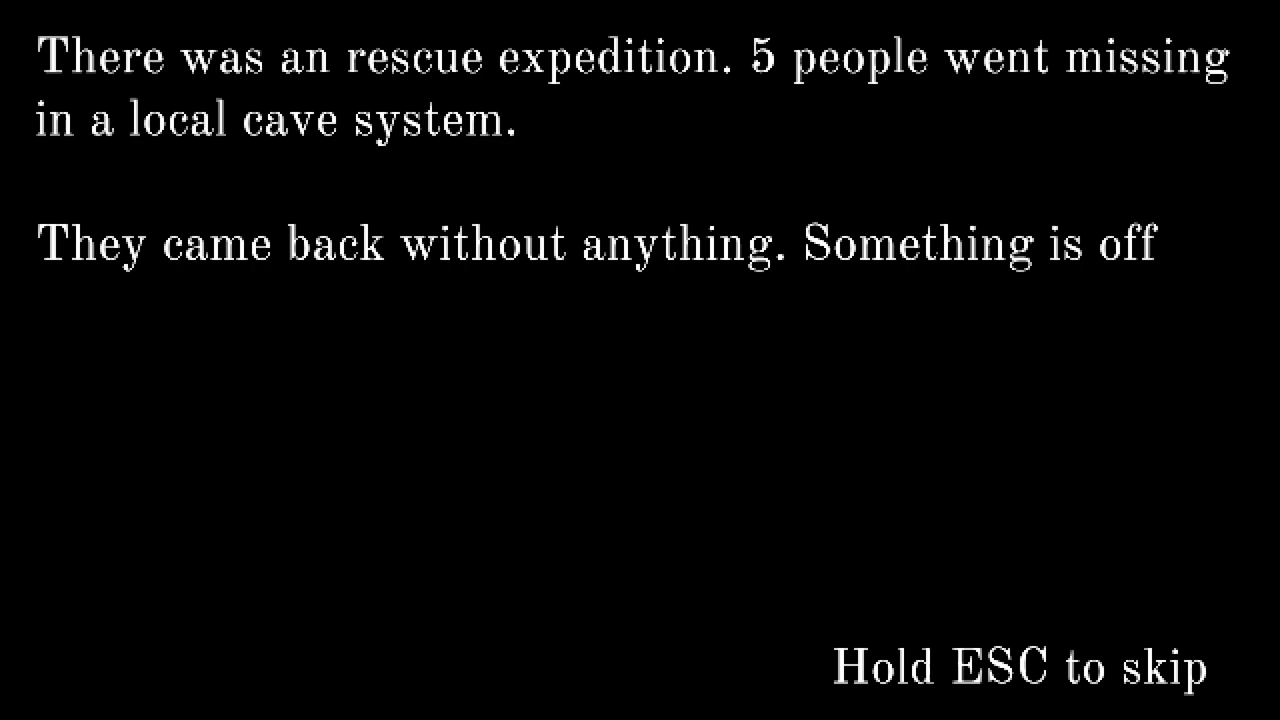 There was an rescue expedition. 5 people went missing
in a local cave system.
They came back without anything. Something is off
Hold ESC to skip